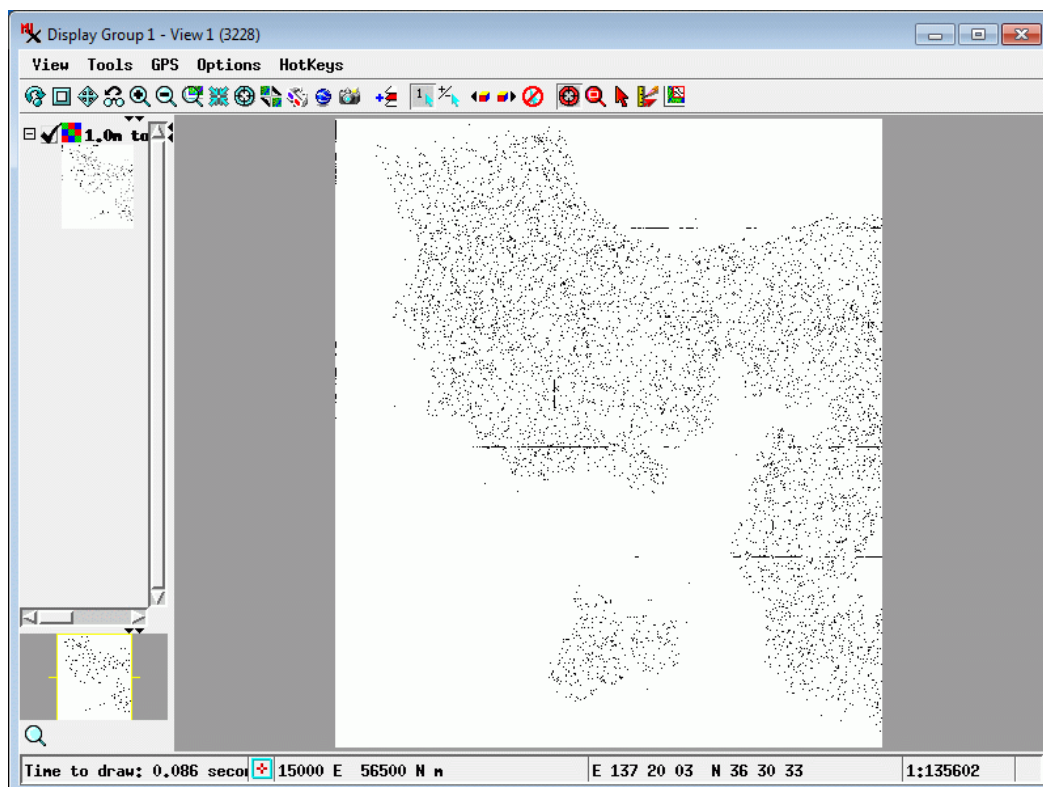 Display Group 1 - View 1 (3228)
View Tools GPS Options HotKeys
1.0m to
Time to draw: 0.086 secon
15000 E 56500 N m
E 137 20 03 N 36 30 33
1:135602